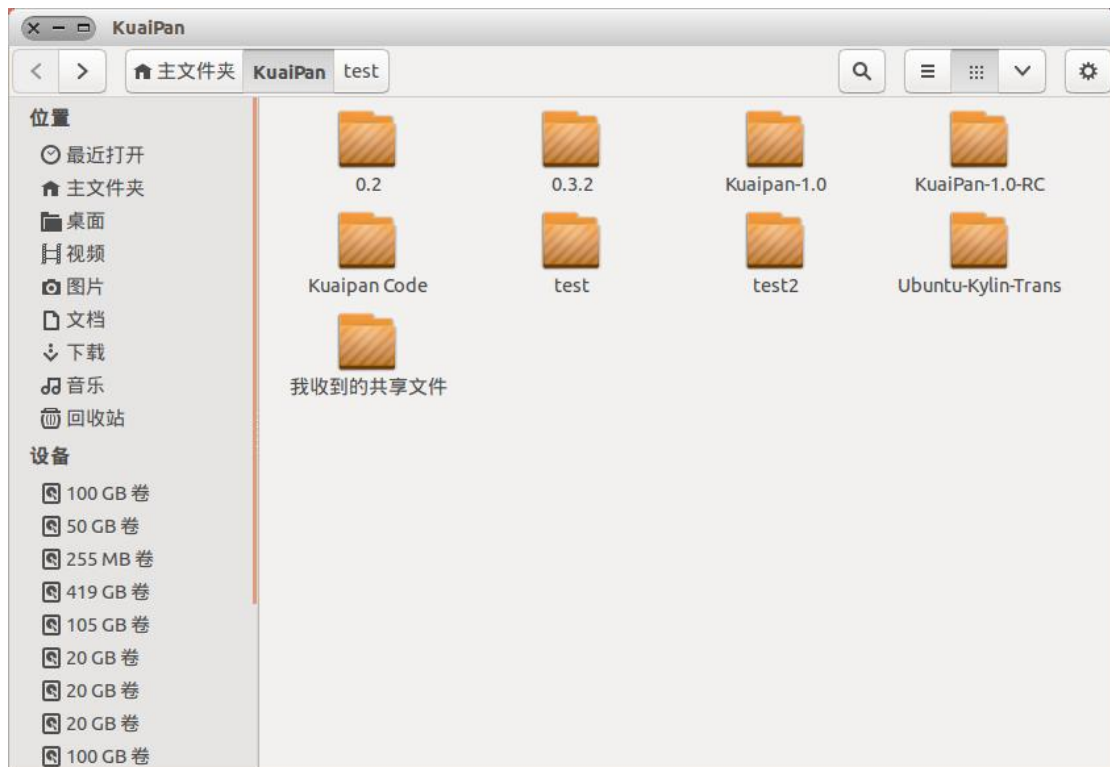 KuaiPan
主文件夹 KuaiPan test
位置
最近打开
主文件夹
桌面
视频
图片
文档
下载
音乐
回收站
设备
100 GB 卷
50 GB 卷
255 MB 卷
419 GB 卷
105 GB 卷
20 GB 卷
20 GB 卷
20 GB 卷
100 GB 卷
0.2 0.3.2 Kuaipan-1.0 KuaiPan-1.0-RC
Kuaipan Code test test2 Ubuntu-Kylin-Trans
我收到的共享文件